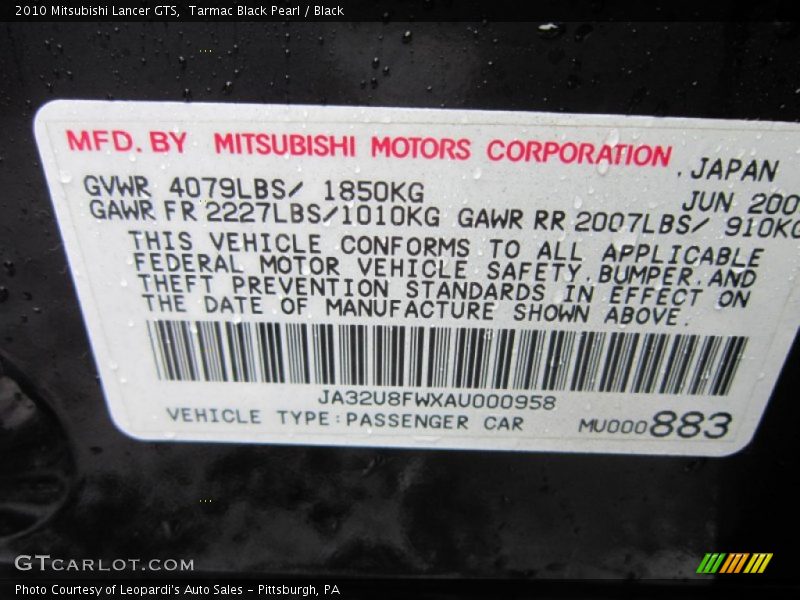 2010 Mitsubishi Lancer GTS, Tarmac Black Pearl / Black
MFD. BY MITSUBISHI MOTORS CORPORATION, JAPAN
GVWR 4079LBS/ 1850KG JUN 200
GAWR FR 2227LBS/1010KG GAWR RR 2007LBS/ 910KG
THIS VEHICLE CONFORMS TO ALL APPLICABLE
FEDERAL MOTOR VEHICLE SAFETY, BUMPER, AND
THEFT PREVENTION STANDARDS IN EFFECT ON
THE DATE OF MANUFACTURE SHOWN ABOVE.
JA32U8FWXAU000958
VEHICLE TYPE:PASSENGER CAR MU000883
GTCARLOT.COM
Photo Courtesy of Leopardi's Auto Sales - Pittsburgh, PA